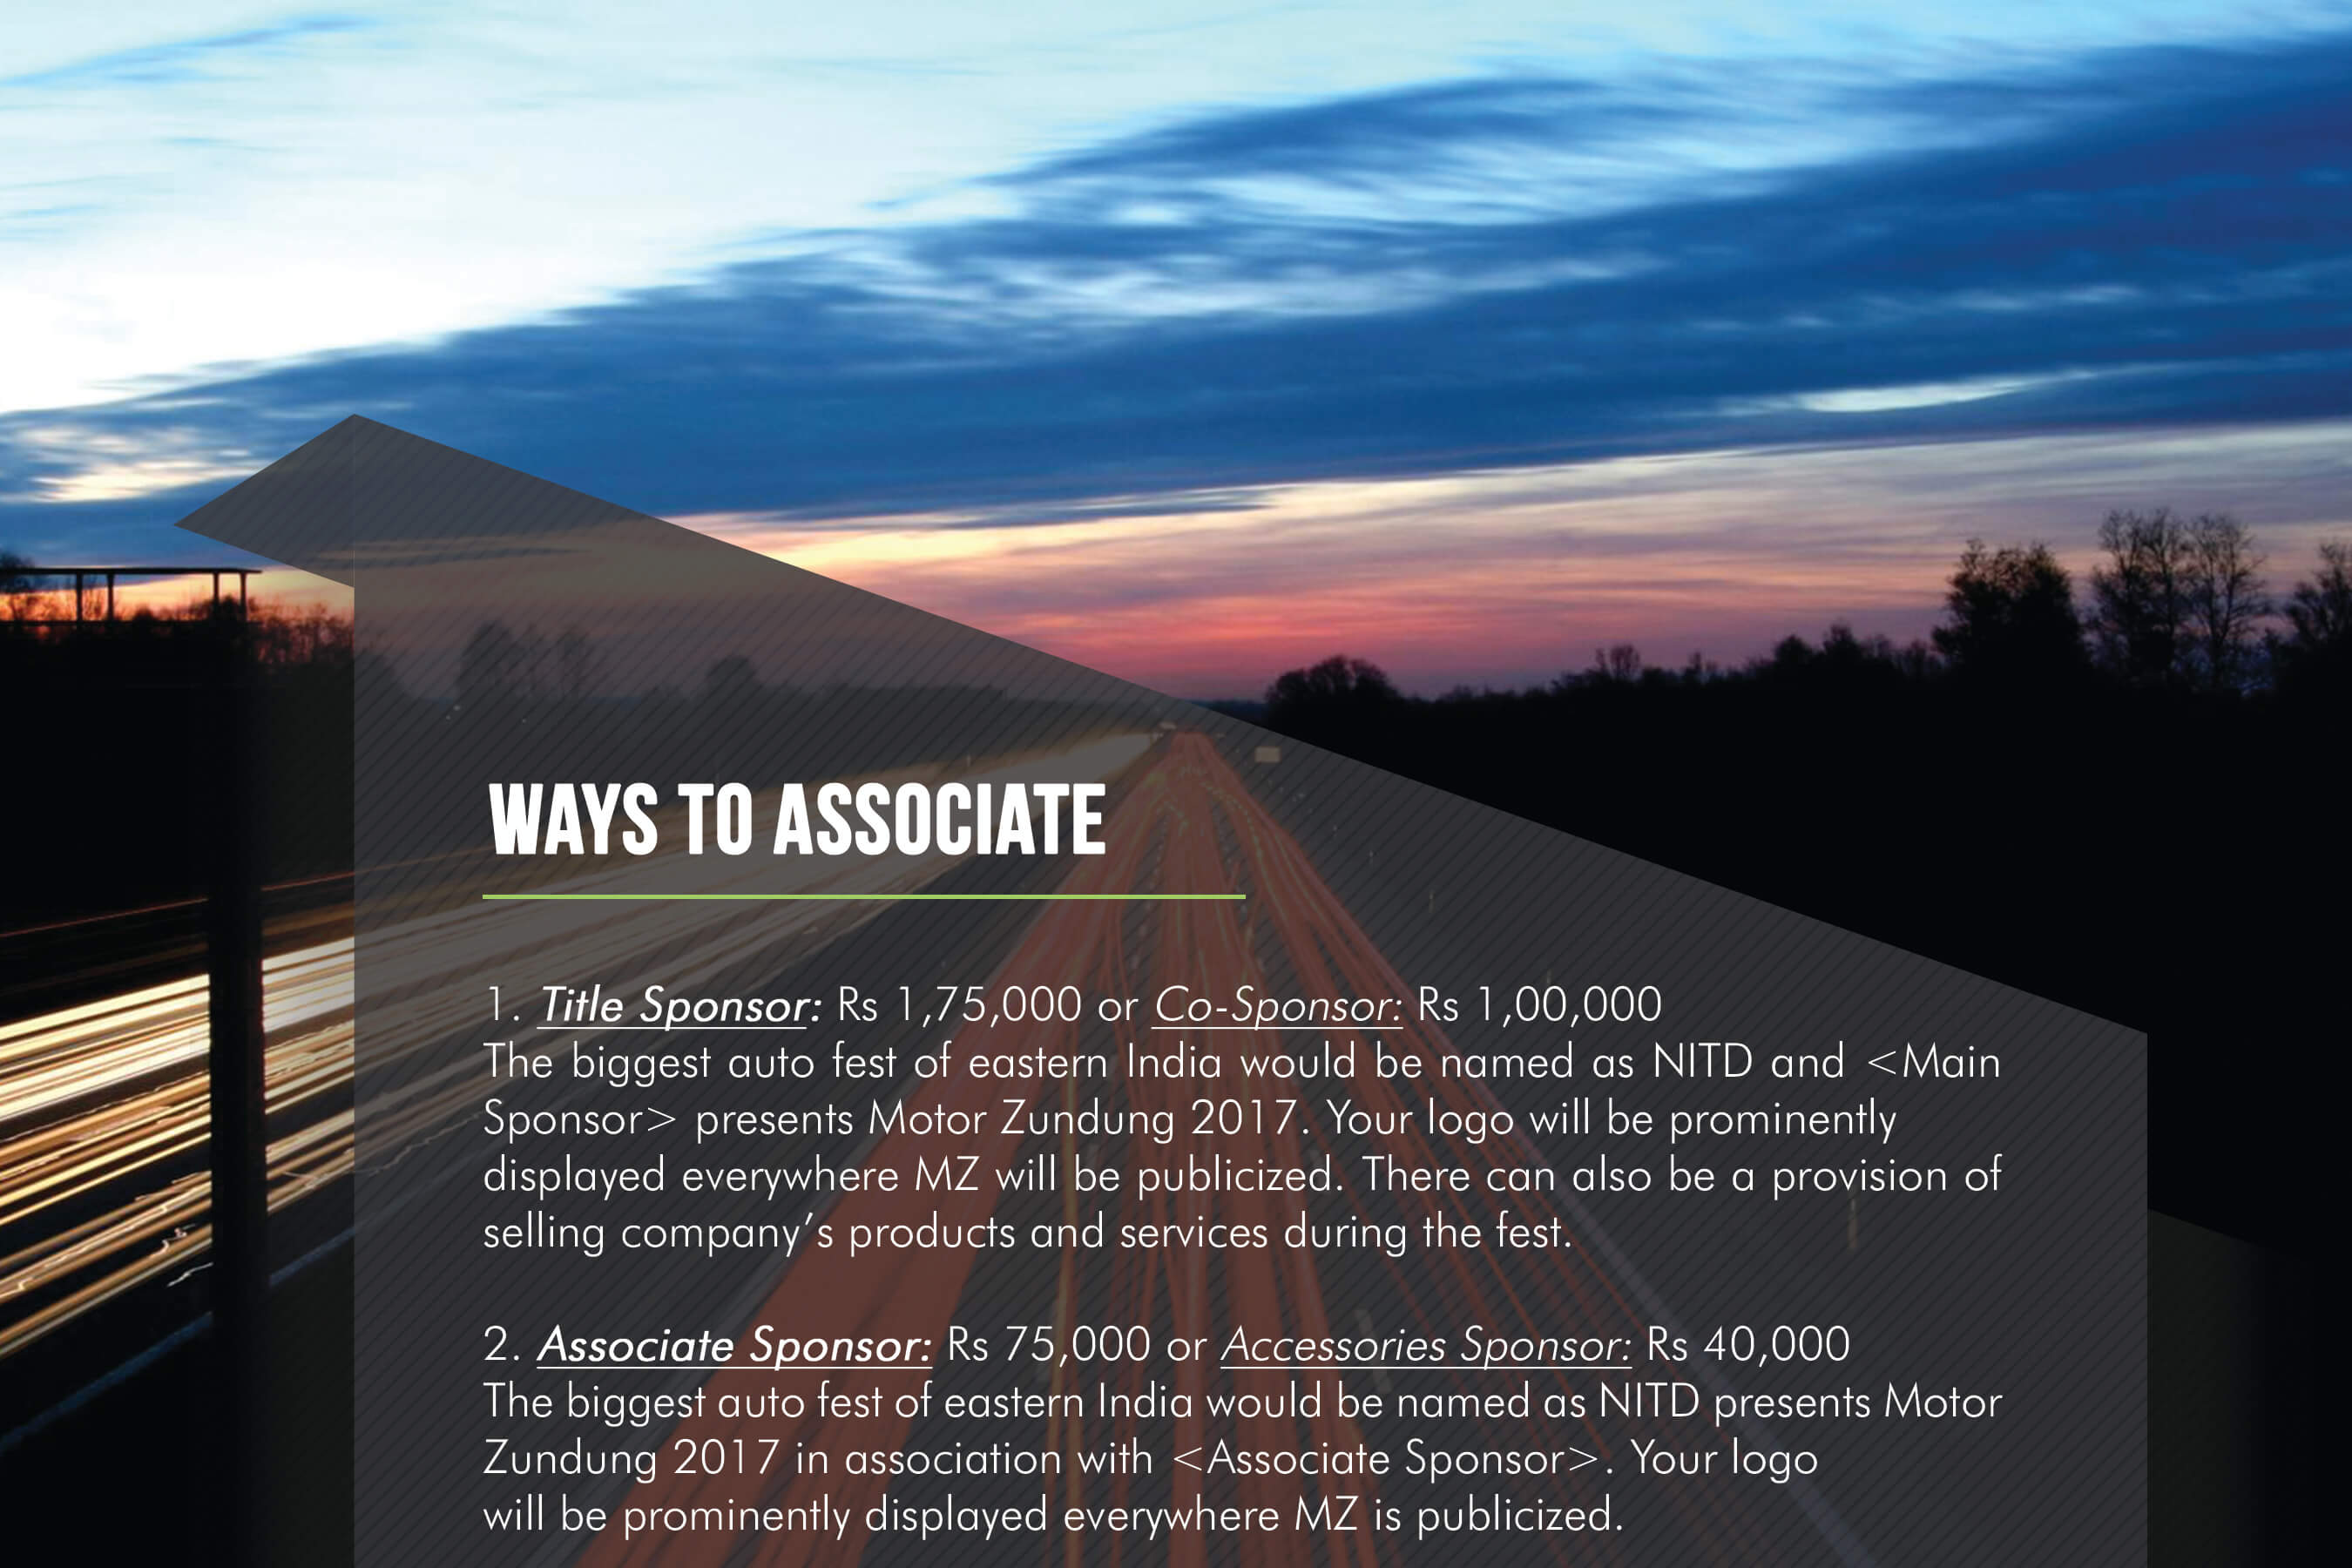 WAYS TO ASSOCIATE
1. Title Sponsor: Rs 1,75,000 or Co-Sponsor: Rs 1,00,000
The biggest auto fest of eastern India would be named as NITD and <Main
Sponsor> presents Motor Zundung 2017. Your logo will be prominently
displayed everywhere MZ will be publicized. There can also be a provision of
selling company’s products and services during the fest.
2. Associate Sponsor: Rs 75,000 or Accessories Sponsor: Rs 40,000
The biggest auto fest of eastern India would be named as NITD presents Motor
Zundung 2017 in association with <Associate Sponsor>. Your logo
will be prominently displayed everywhere MZ is publicized.